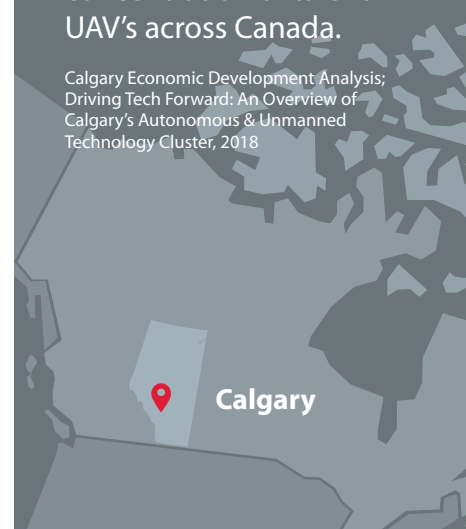 UAV’s across Canada.
Calgary Economic Development Analysis;
Driving Tech Forward: An Overview of
Calgary’s Autonomous & Unmanned
Technology Cluster, 2018
Calgary